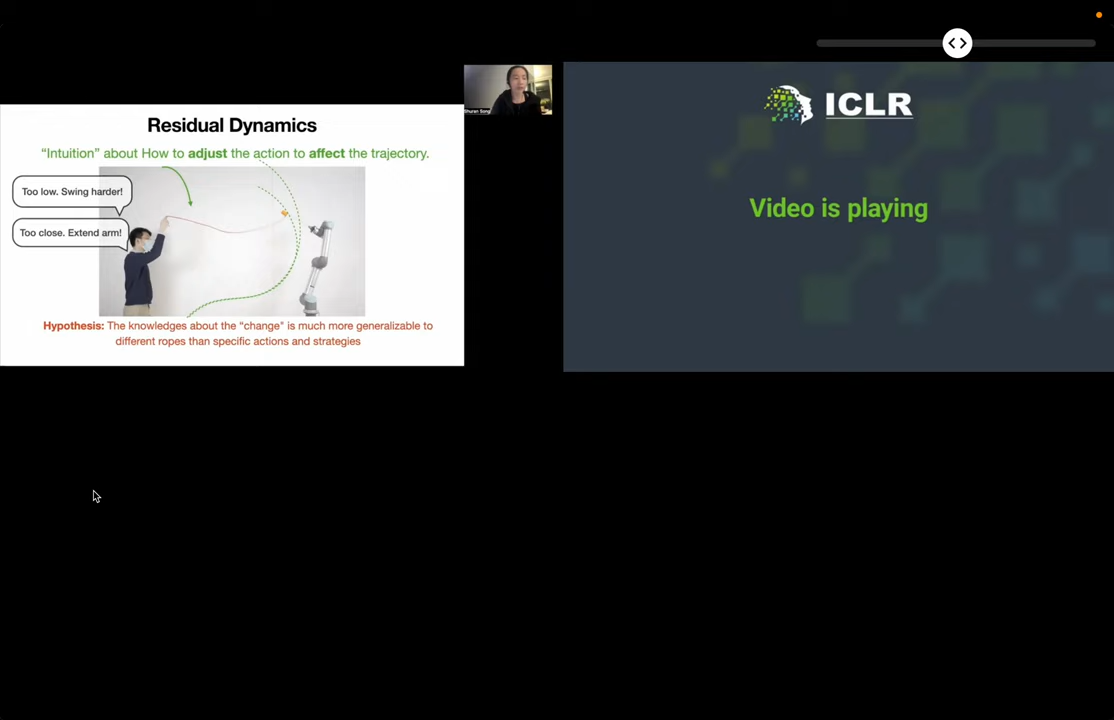 Residual Dynamics
“Intuition” about How to adjust the action to affect the trajectory.
Too low. Swing harder!
Too close. Extend arm!
Hypothesis: The knowledges about the “change” is much more generalizable to
different ropes than specific actions and strategies
Shuran Song
ICLR
Video is playing